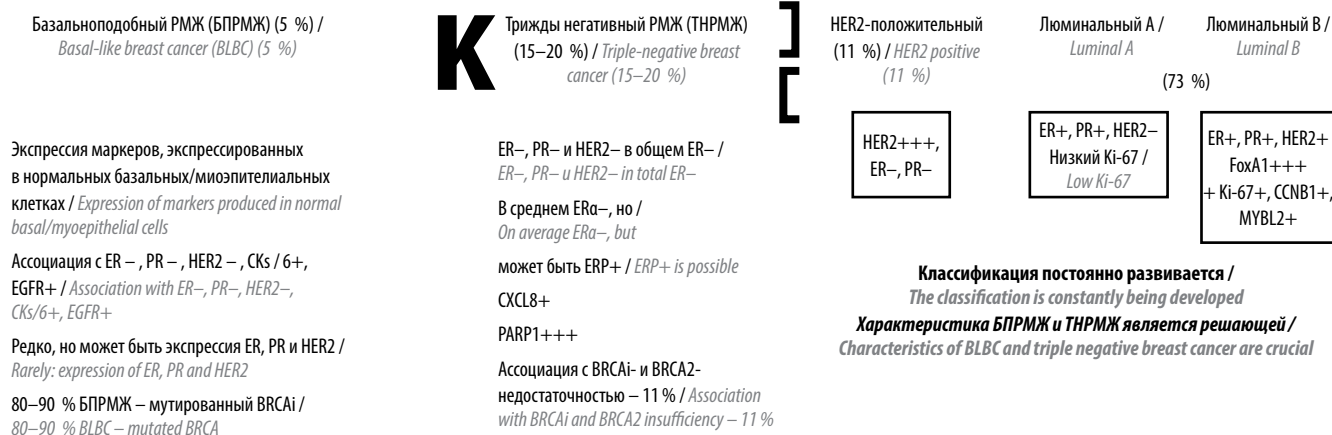 Базальноподобный РМЖ (БПРМЖ) (5 %) /
Basal-like breast cancer (BLBC) (5 %)
Экспрессия маркеров, экспрессированных
в нормальных базальных/миоэпителиальных
клетках / Expression of markers produced in normal
basal/myoepithelial cells
Ассоциация с ER – , PR – , HER2 – , CKs / 6+,
EGFR+ / Association with ER–, PR–, HER2–,
CKs/6+, EGFR+
Редко, но может быть экспрессия ER, PR и HER2 /
Rarely: expression of ER, PR and HER2
80–90 % БПРМЖ – мутированный BRCAi /
80–90 % BLBC – mutated BRCA
K
Трижды негативный РМЖ (ТНРМЖ)
(15–20 %) / Triple-negative breast
cancer (15–20 %)
ER–, PR– и HER2– в общем ER– /
ER–, PR– и HER2– in total ER–
В среднем ERα–, но /
On average ERα–, but
может быть ERP+ / ERP+ is possible
CXCL8+
PARP1+++
Ассоциация с BRCAi- и BRCA2-
недостаточностью – 11 % / Association
with BRCAi and BRCA2 insufficiency – 11 %
HER2-положительный
(11 %) / HER2 positive
(11 %)
HER2+++,
ER–, PR–
Люминальный A /
Luminal A
Люминальный B /
Luminal B
(73 %)
ER+, PR+, HER2–
Низкий Ki-67 /
Low Ki-67
ER+, PR+, HER2+
FoxA1+++
+ Ki-67+, CCNB1+,
MYBL2+
Классификация постоянно развивается /
The classification is constantly being developed
Характеристика БПРМЖ и ТНРМЖ является решающей /
Characteristics of BLBC and triple negative breast cancer are crucial